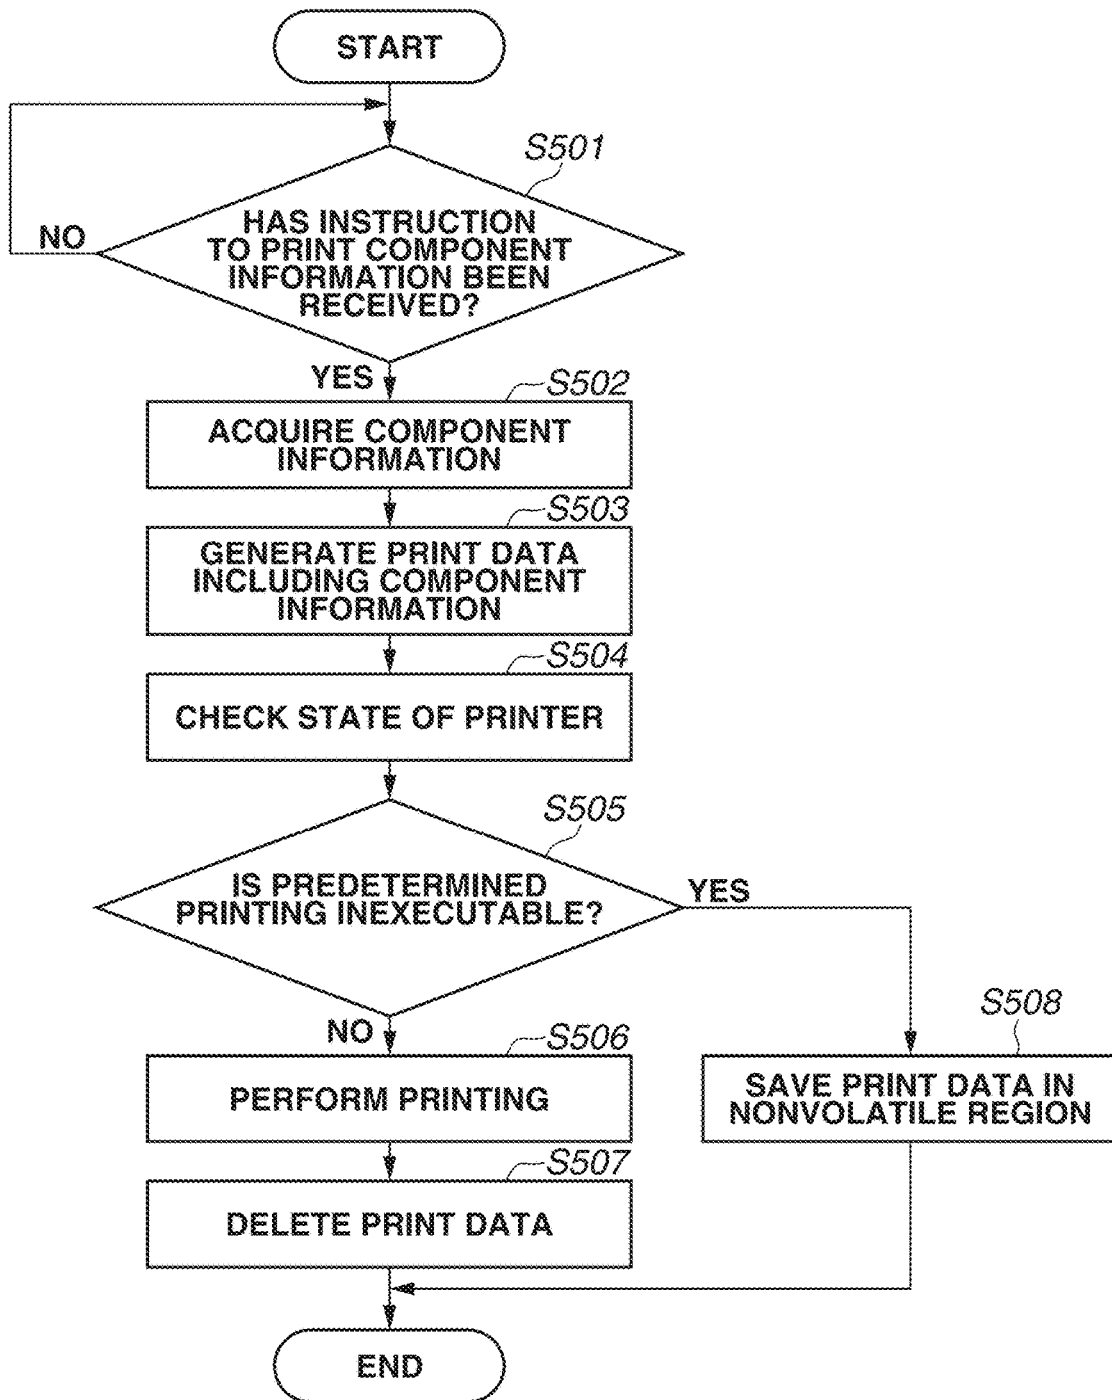 START
S501
HAS INSTRUCTION
TO PRINT COMPONENT
INFORMATION BEEN
RECEIVED?
NO
YES
S502
ACQUIRE COMPONENT
INFORMATION
S503
GENERATE PRINT DATA
INCLUDING COMPONENT
INFORMATION
S504
CHECK STATE OF PRINTER
S505
IS PREDETERMINED
PRINTING INEXECUTABLE?
YES
NO
S506
PERFORM PRINTING
S508
SAVE PRINT DATA IN
NONVOLATILE REGION
S507
DELETE PRINT DATA
END